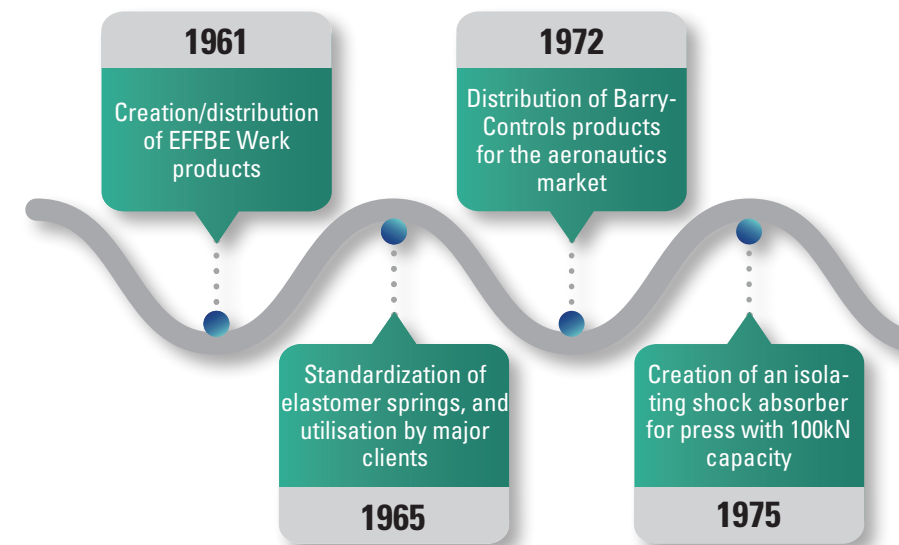 1961
Creation/distribution
of EFFBE Werk
products
Standardization of
elastomer springs, and
utilisation by major
clients
1965
1972
Distribution of Barry-
Controls products
for the aeronautics
market
Creation of an isola-
ting shock absorber
for press with 100kN
capacity
1975